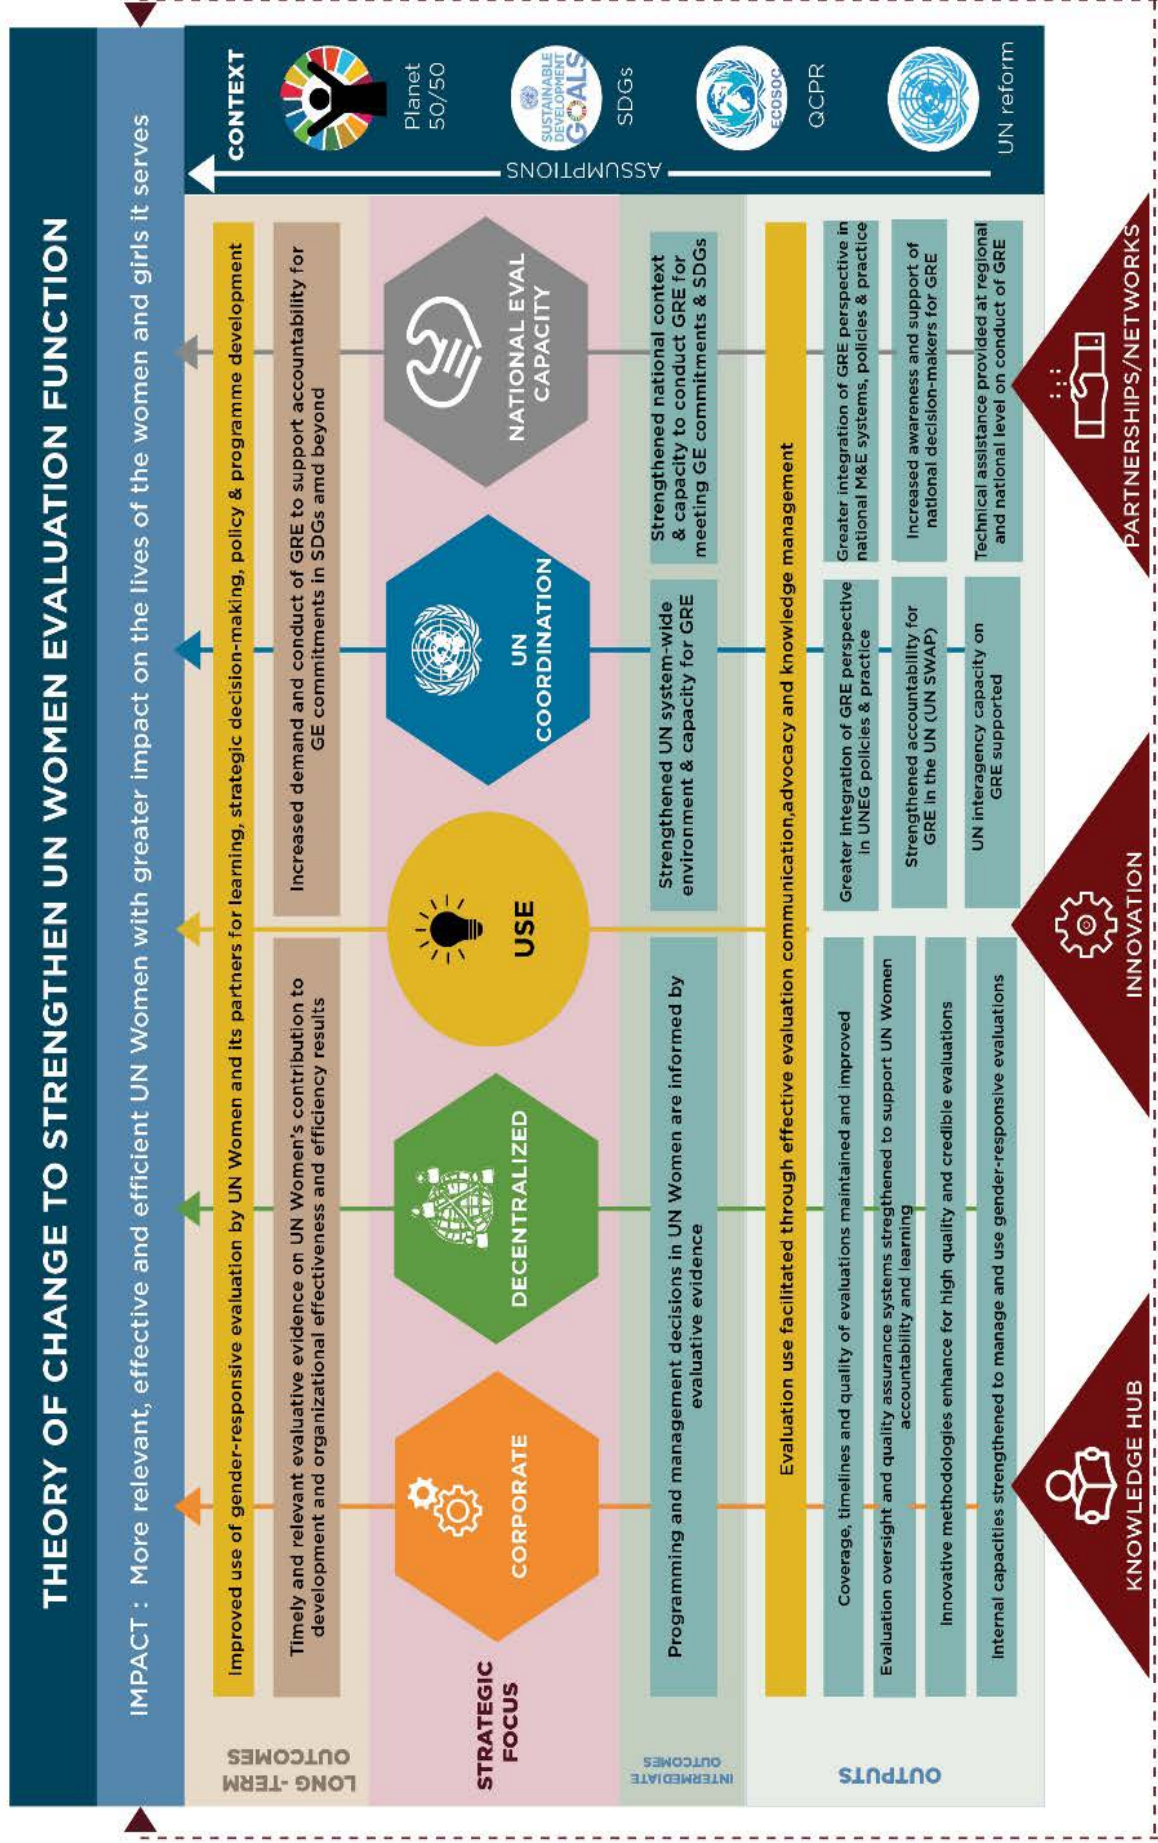 THEORY OF CHANGE TO STRENGTHEN UN WOMEN EVALUATION FUNCTION
IMPACT : More relevant, effective and efficient UN Women with greater impact on the lives of the women and girls it serves
LONG-TERM
OUTCOMES
Improved use of gender-responsive evaluation by UN Women and its partners for learning, strategic decision-making, policy & programme development
Timely and relevant evaluative evidence on UN Women's contribution to
development and organizational effectiveness and efficiency results
Increased demand and conduct of GRE to support accountability for
GE commitments in SDGs amd beyond
STRATEGIC
FOCUS
CORPORATE
DECENTRALIZED
USE
UN
COORDINATION
NATIONAL EVAL
CAPACITY
INTERMEDIATE
OUTCOMES
Programming and management decisions in UN Women are informed by
evaluative evidence
Strengthened UN system-wide
environment & capacity for GRE
Strengthened national context
& capacity to conduct GRE for
meeting GE commitments & SDGs
OUTPUTS
Evaluation use facilitated through effective evaluation communication,advocacy and knowledge management
Coverage, timelines and quality of evaluations maintained and improved
Evaluation oversight and quality assurance systems stregthened to support UN Women
accountability and learning
Innovative methodologies enhance for high quality and credible evaluations
Internal capacities strengthened to manage and use gender-responsive evaluations
Greater integration of GRE perspective
in UNEG policies & practice
Strengthened accountability for
GRE in the UN (UN SWAP)
UN interagency capacity on
GRE supported
Greater integration of GRE perspective in
national M&E systems, policies & practice
Increased awareness and support of
national decision-makers for GRE
Technical assistance provided at regional
and national level on conduct of GRE
CONTEXT
ASSUMPTIONS
Planet
50/50
SUSTAINABLE
DEVELOPMENT
GOALS
SDGs
ECOSOC
QCPR
UN reform
KNOWLEDGE HUB
INNOVATION
PARTNERSHIPS/NETWORKS